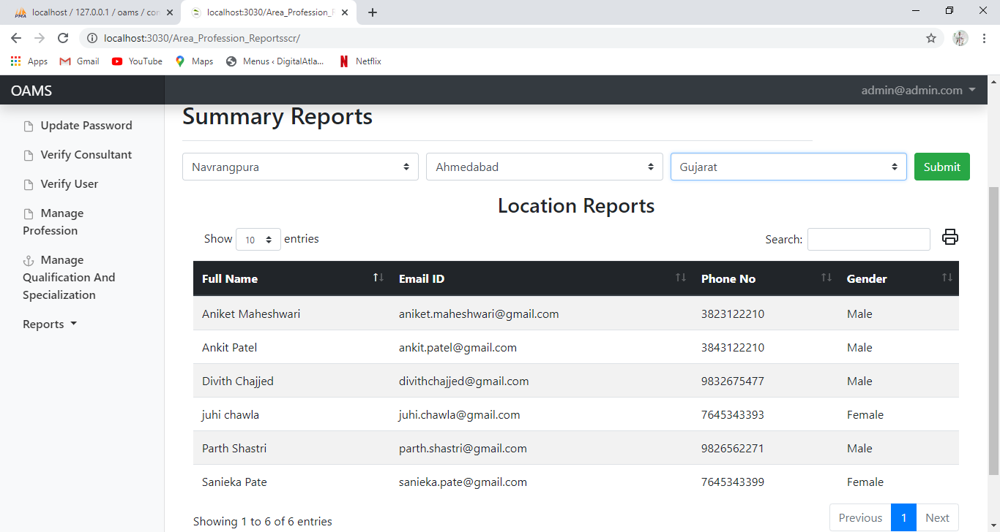 localhost / 127.0.0.1 / oams / con
localhost:3030/Area_Profession_R
localhost:3030/Area_Profession_Reportsscr/
Apps Gmail YouTube Maps Menus ‹ DigitalAtla... Netflix
OAMS admin@admin.com
Update Password
Verify Consultant
Verify User
Manage
Profession
Manage
Qualification And
Specialization
Reports
Summary Reports
Navrangpura Ahmedabad Gujarat Submit
Location Reports
Show 10 entries Search:
Full Name Email ID Phone No Gender
Aniket Maheshwari aniket.maheshwari@gmail.com 3823122210 Male
Ankit Patel ankit.patel@gmail.com 3843122210 Male
Divith Chajjed divithchajjed@gmail.com 9832675477 Male
juhi chawla juhi.chawla@gmail.com 7645343393 Female
Parth Shastri parth.shastri@gmail.com 9826562271 Male
Sanieka Pate sanieka.pate@gmail.com 7645343399 Female
Showing 1 to 6 of 6 entries Previous 1 Next